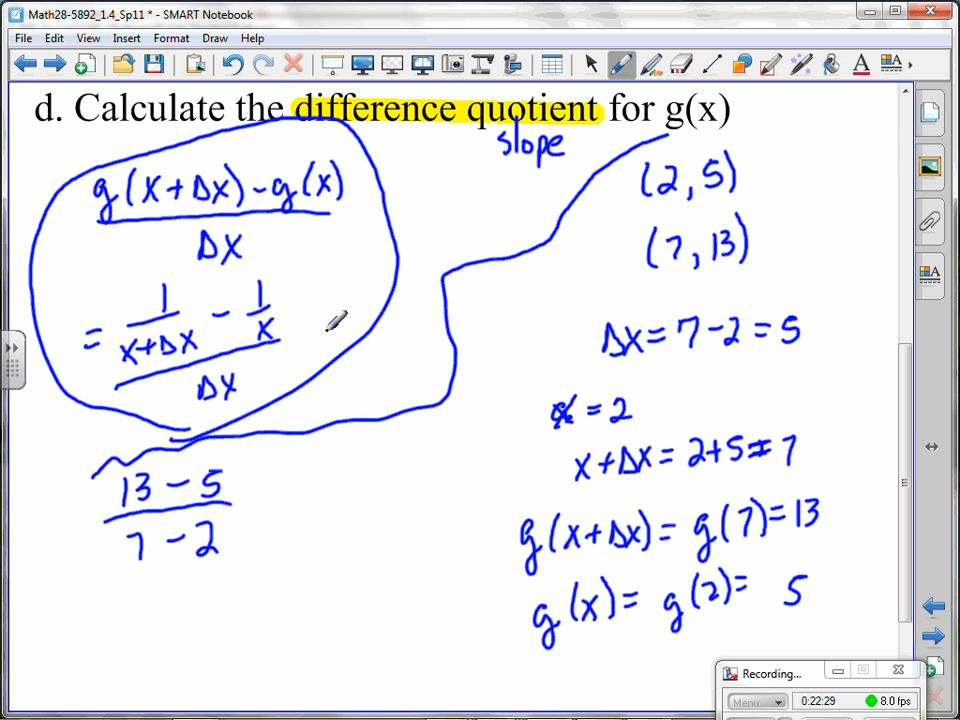 Math28-5892_1.4_Sp11 * - SMART Notebook
File Edit View Insert Format Draw Help
d. Calculate the difference quotient for g(x)
slope
g(x+Δx)-g(x)
Δx
= 1/(x+Δx) - 1/x
Δx
13 - 5
7 - 2
(2, 5)
(7, 13)
Δx = 7-2 = 5
x = 2
x+Δx = 2+5 = 7
g(x+Δx) = g(7) = 13
g(x) = g(2) = 5
Recording...
Menu 0:22:29 8.0 fps